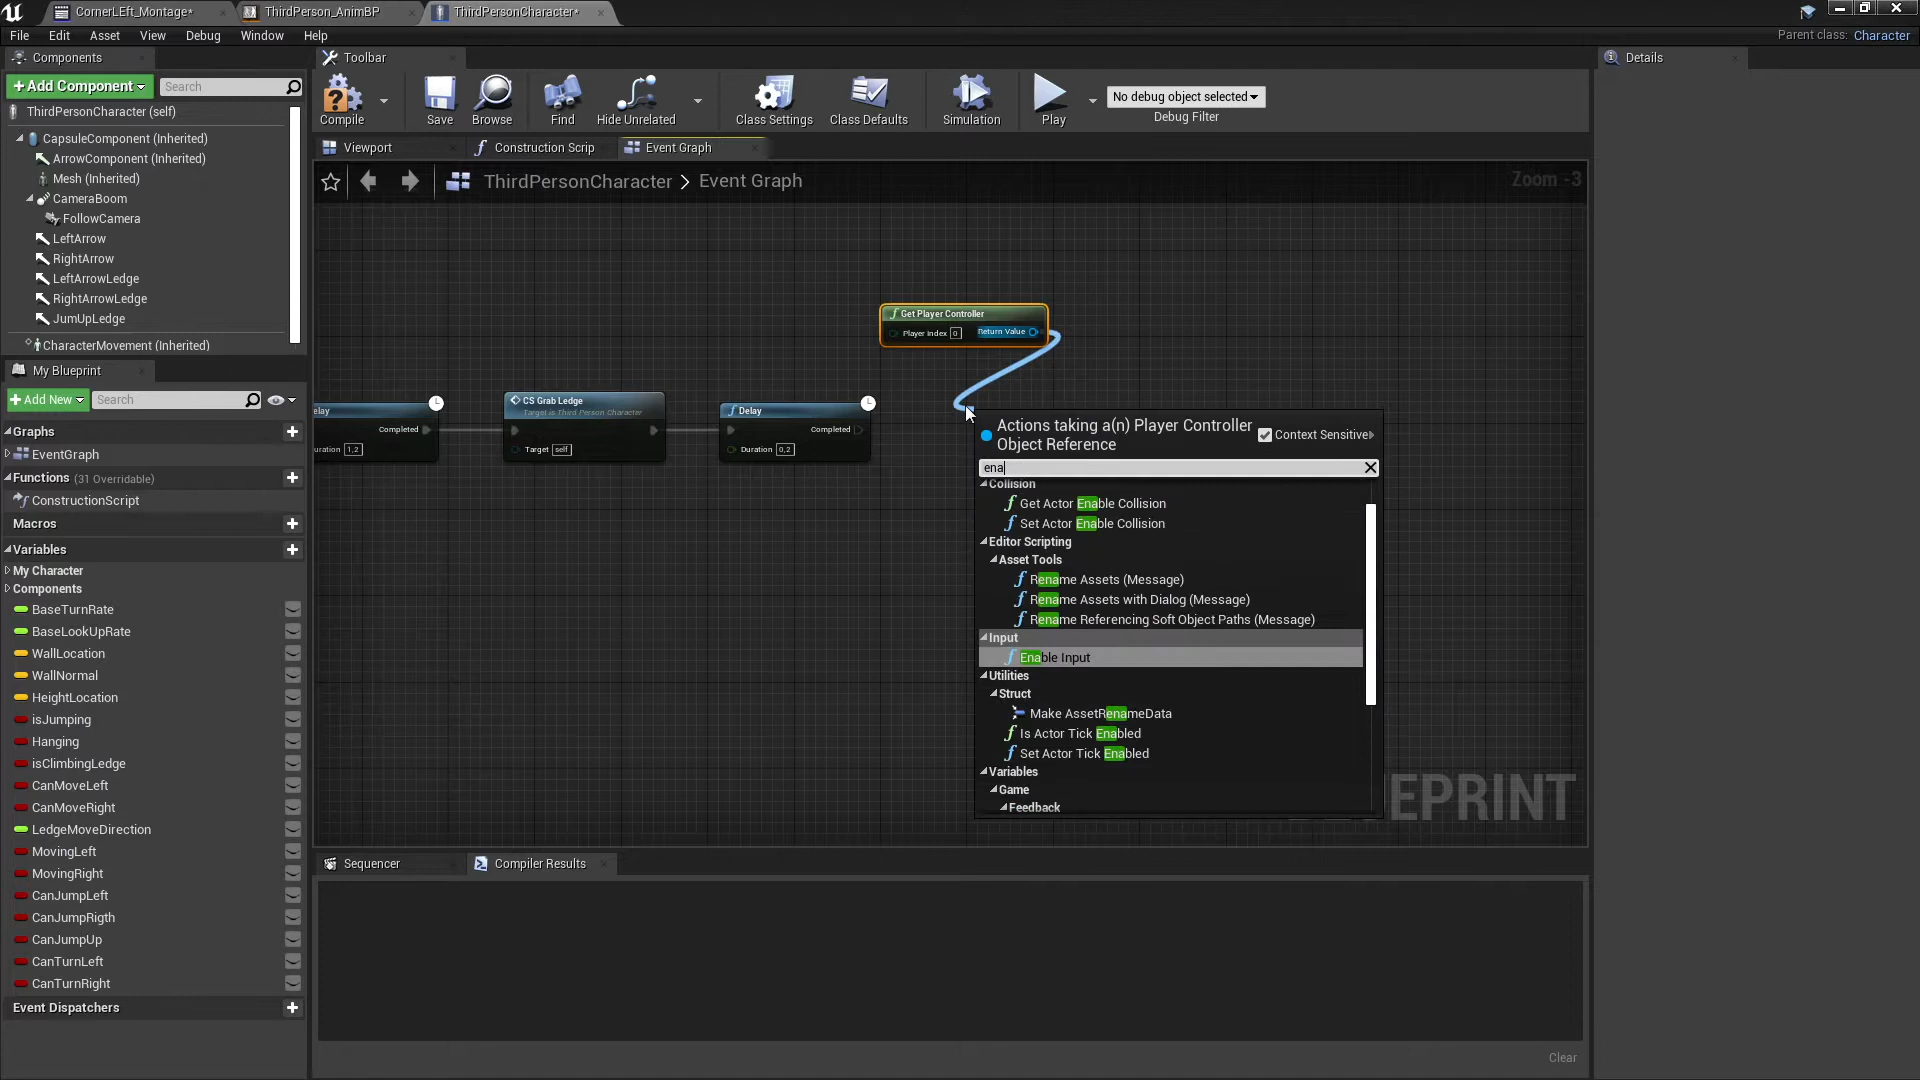 CornerLEft_Montage*
ThirdPerson_AnimBP
ThirdPersonCharacter*
File Edit Asset View Debug Window Help
Parent class: Character
Components
+Add Component
Search
ThirdPersonCharacter (self)
CapsuleComponent (Inherited)
ArrowComponent (Inherited)
Mesh (Inherited)
CameraBoom
FollowCamera
LeftArrow
RightArrow
LeftArrowLedge
RightArrowLedge
JumUpLedge
CharacterMovement (Inherited)
My Blueprint
+Add New
Search
Graphs
EventGraph
Functions (31 Overridable)
ConstructionScript
Macros
Variables
My Character
Components
BaseTurnRate
BaseLookUpRate
WallLocation
WallNormal
HeightLocation
isJumping
Hanging
isClimbingLedge
CanMoveLeft
CanMoveRight
LedgeMoveDirection
MovingLeft
MovingRight
CanJumpLeft
CanJumpRigth
CanJumpUp
CanTurnLeft
CanTurnRight
Event Dispatchers
Toolbar
Compile
Save
Browse
Find
Hide Unrelated
Class Settings
Class Defaults
Simulation
Play
No debug object selected
Debug Filter
Viewport
Construction Scrip
Event Graph
ThirdPersonCharacter > Event Graph
Zoom -3
Get Player Controller
Player Index 0
Return Value
elay
Completed
uration 1,2
CS Grab Ledge
Target is Third Person Character
Target self
Delay
Completed
Duration 0,2
Actions taking a(n) Player Controller
Object Reference
Context Sensitive
ena
Collision
Get Actor Enable Collision
Set Actor Enable Collision
Editor Scripting
Asset Tools
Rename Assets (Message)
Rename Assets with Dialog (Message)
Rename Referencing Soft Object Paths (Message)
Input
Enable Input
Utilities
Struct
Make AssetRenameData
Is Actor Tick Enabled
Set Actor Tick Enabled
Variables
Game
Feedback
EPRINT
Sequencer
Compiler Results
Clear
Details